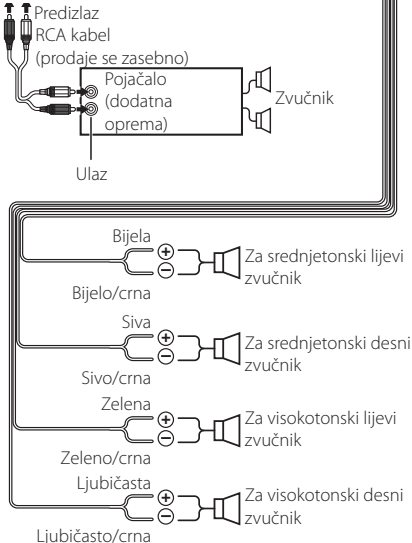 Predizlaz
RCA kabel
(prodaje se zasebno)
Pojačalo
(dodatna
oprema)
Zvučnik
Ulaz
Bijela
Za srednjetonski lijevi
zvučnik
Bijelo/crna
Siva
Za srednjetonski desni
zvučnik
Sivo/crna
Zelena
Za visokotonski lijevi
zvučnik
Zeleno/crna
Ljubičasta
Za visokotonski desni
zvučnik
Ljubičasto/crna